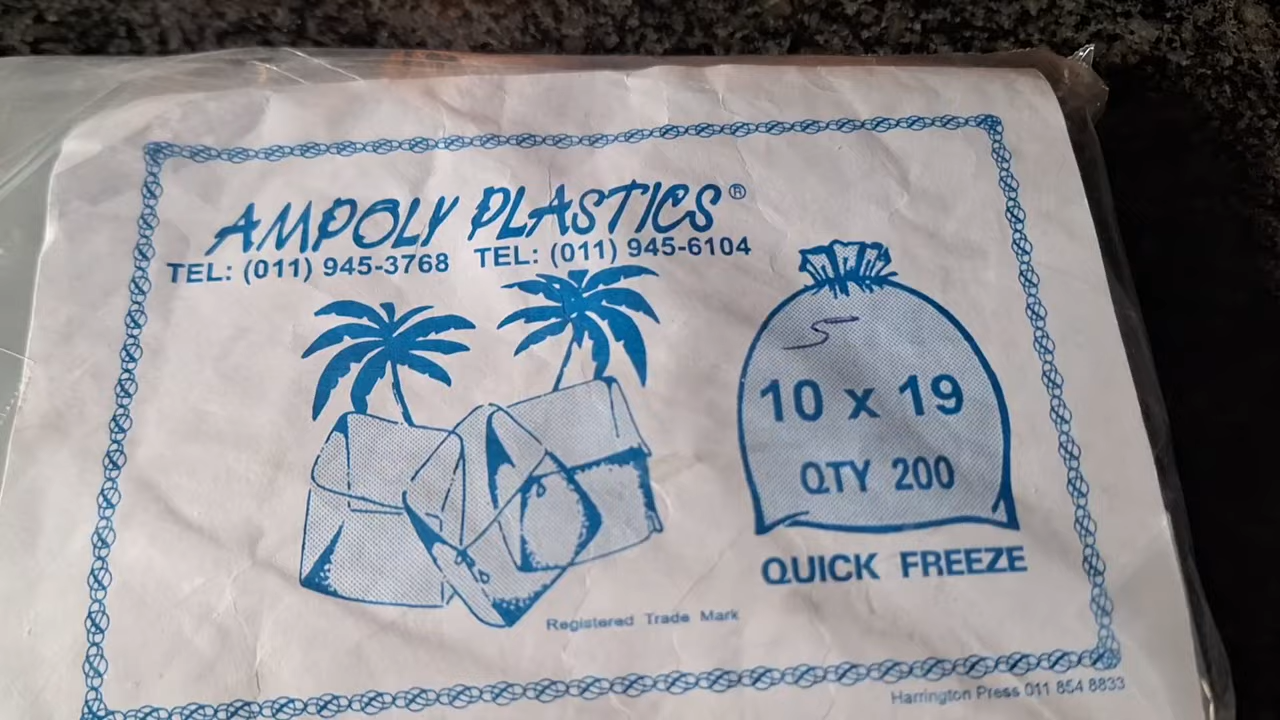 AMPOLY PLASTICS®
TEL: (011) 945-3768 TEL: (011) 945-6104
5
10 x 19
QTY 200
QUICK FREEZE
Registered Trade Mark
Harrington Press 011 854 8833